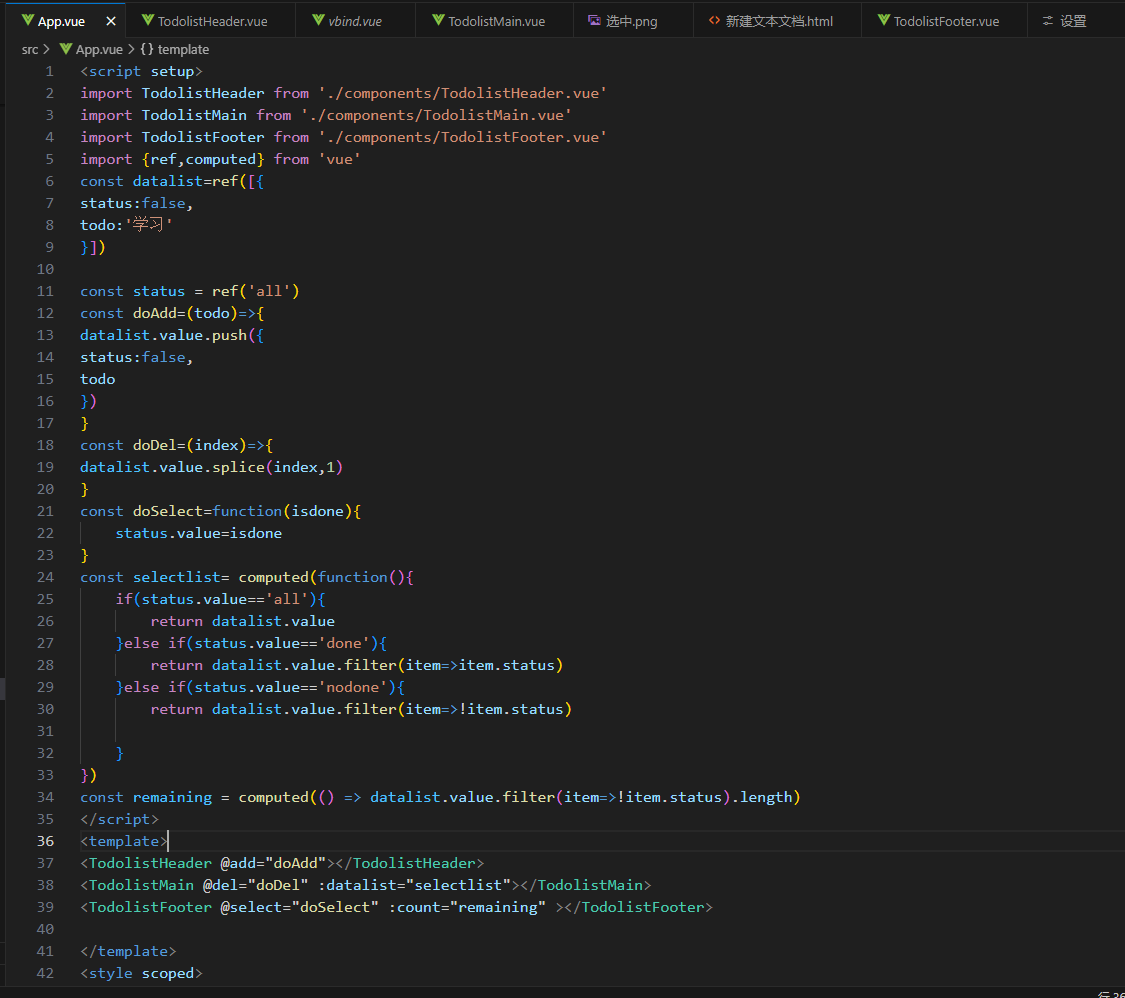 App.vue TodolistHeader.vue vbind.vue TodolistMain.vue 选中.png 新建文本文档.html TodolistFooter.vue 设置
src > App.vue > {} template
1 <script setup>
2 import TodolistHeader from './components/TodolistHeader.vue'
3 import TodolistMain from './components/TodolistMain.vue'
4 import TodolistFooter from './components/TodolistFooter.vue'
5 import {ref,computed} from 'vue'
6 const datalist=ref([{
7 status:false,
8 todo:'学习'
9 }])
10
11 const status = ref('all')
12 const doAdd=(todo)=>{
13 datalist.value.push({
14 status:false,
15 todo
16 })
17 }
18 const doDel=(index)=>{
19 datalist.value.splice(index,1)
20 }
21 const doSelect=function(isdone){
22     status.value=isdone
23 }
24 const selectlist= computed(function(){
25     if(status.value=='all'){
26         return datalist.value
27     }else if(status.value=='done'){
28         return datalist.value.filter(item=>item.status)
29     }else if(status.value=='nodone'){
30         return datalist.value.filter(item=>!item.status)
31
32     }
33 })
34 const remaining = computed(() => datalist.value.filter(item=>!item.status).length)
35 </script>
36 <template>
37 <TodolistHeader @add="doAdd"></TodolistHeader>
38 <TodolistMain @del="doDel" :datalist="selectlist"></TodolistMain>
39 <TodolistFooter @select="doSelect" :count="remaining" ></TodolistFooter>
40
41 </template>
42 <style scoped>